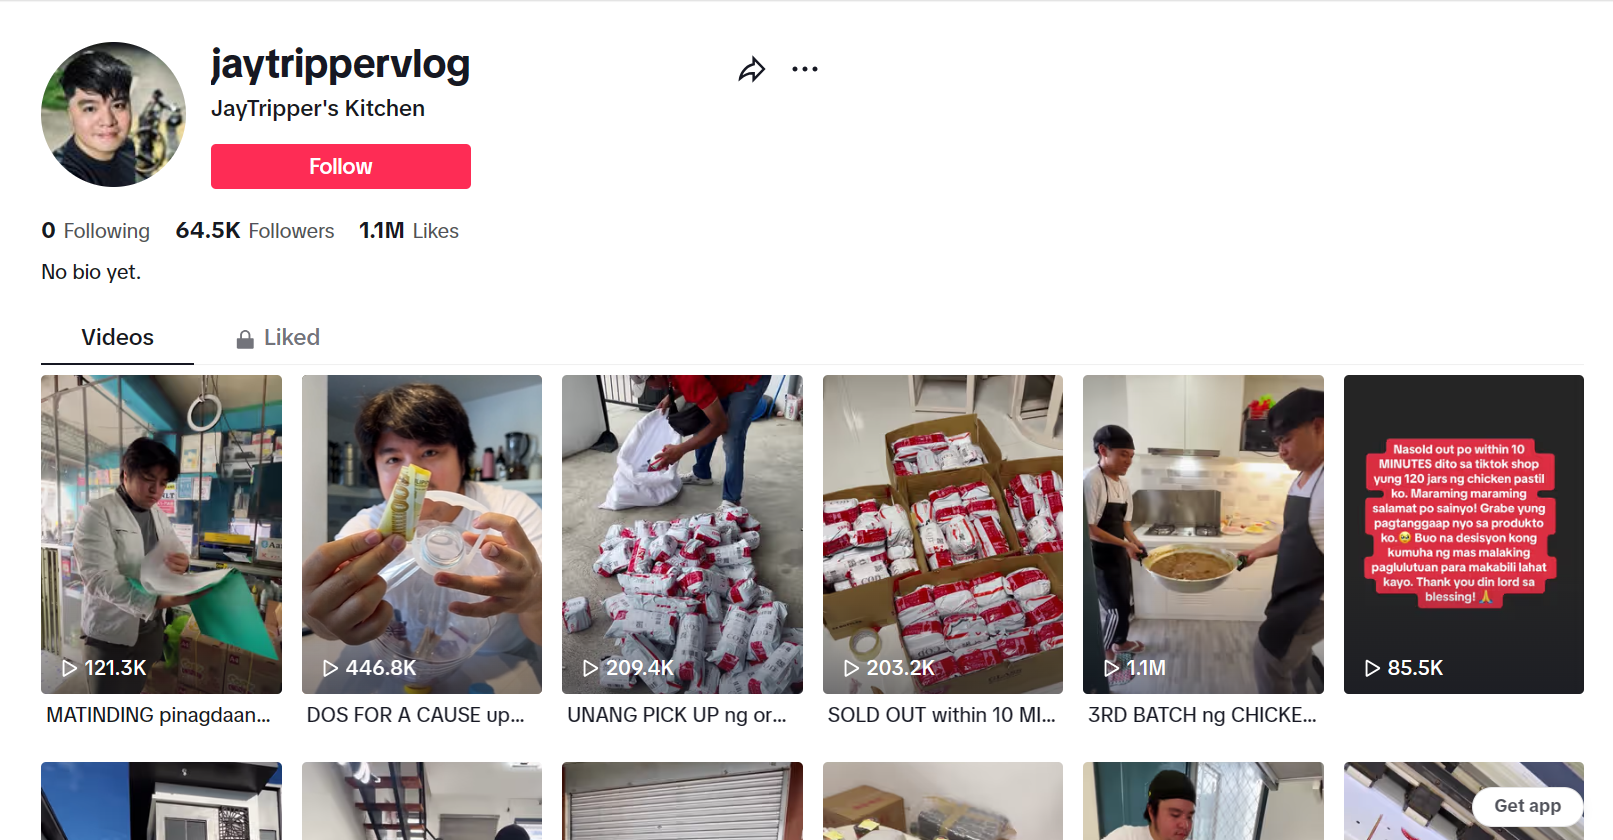 jaytrippervlog
JayTripper's Kitchen
Follow
0 Following 64.5K Followers 1.1M Likes
No bio yet.
Videos
Liked
121.3K
446.8K
209.4K
203.2K
1.1M
Nasold out po within 10
MINUTES dito sa tiktok shop
yung 120 jars ng chicken pastil
ko. Maraming maraming
salamat po sainyo! Grabe yung
pagtanggaap nyo sa produkto
ko.🥹 Buo na desisyon kong
kumuha ng mas malaking
paglulutuan para makabili lahat
kayo. Thank you din lord sa
blessing! 🙏
85.5K
MATINDING pinagdaan...
DOS FOR A CAUSE up...
UNANG PICK UP ng or...
SOLD OUT within 10 MI...
3RD BATCH ng CHICKE...
Get app